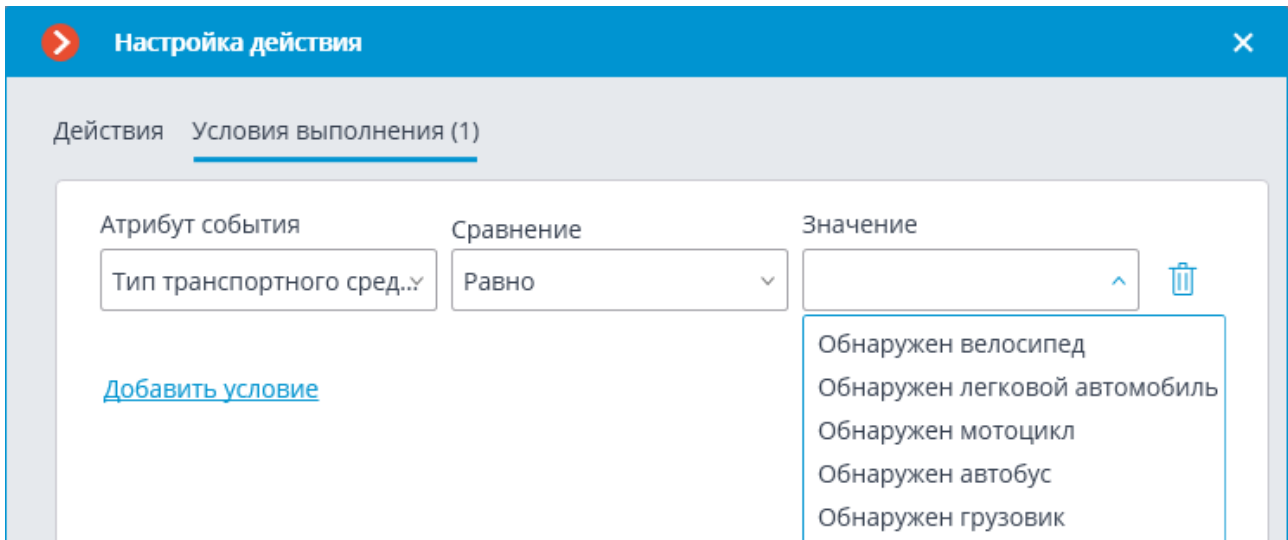 Настройка действия
Действия Условия выполнения (1)
Атрибут события Сравнение Значение
Тип транспортного сред... Равно
Обнаружен велосипед
Добавить условие Обнаружен легковой автомобиль
Обнаружен мотоцикл
Обнаружен автобус
Обнаружен грузовик